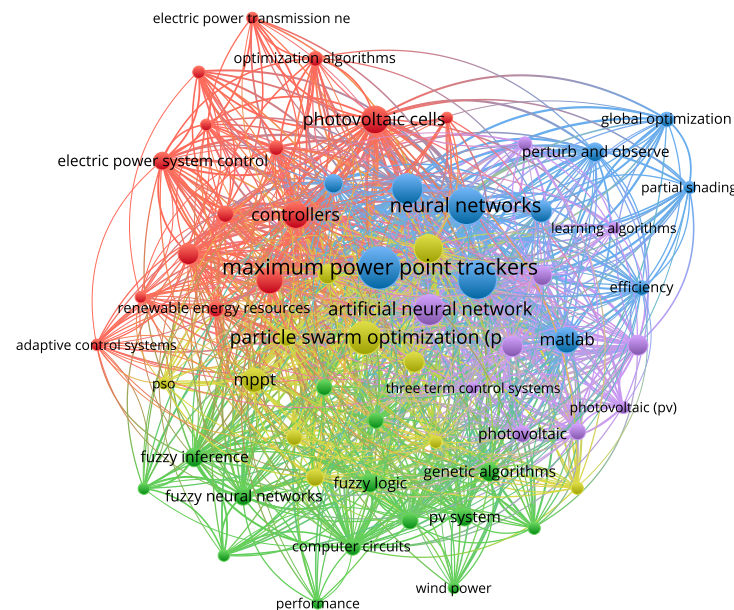 electric power transmission ne
optimization algorithms
photovoltaic cells
global optimization
perturb and observe
electric power system control
partial shading
neural networks
controllers
learning algorithms
maximum power point trackers
efficiency
renewable energy resources
artificial neural network
particle swarm optimization (p
matlab
adaptive control systems
pso
mppt
three term control systems
photovoltaic (pv)
photovoltaic
fuzzy inference
genetic algorithms
fuzzy logic
fuzzy neural networks
pv system
computer circuits
wind power
performance